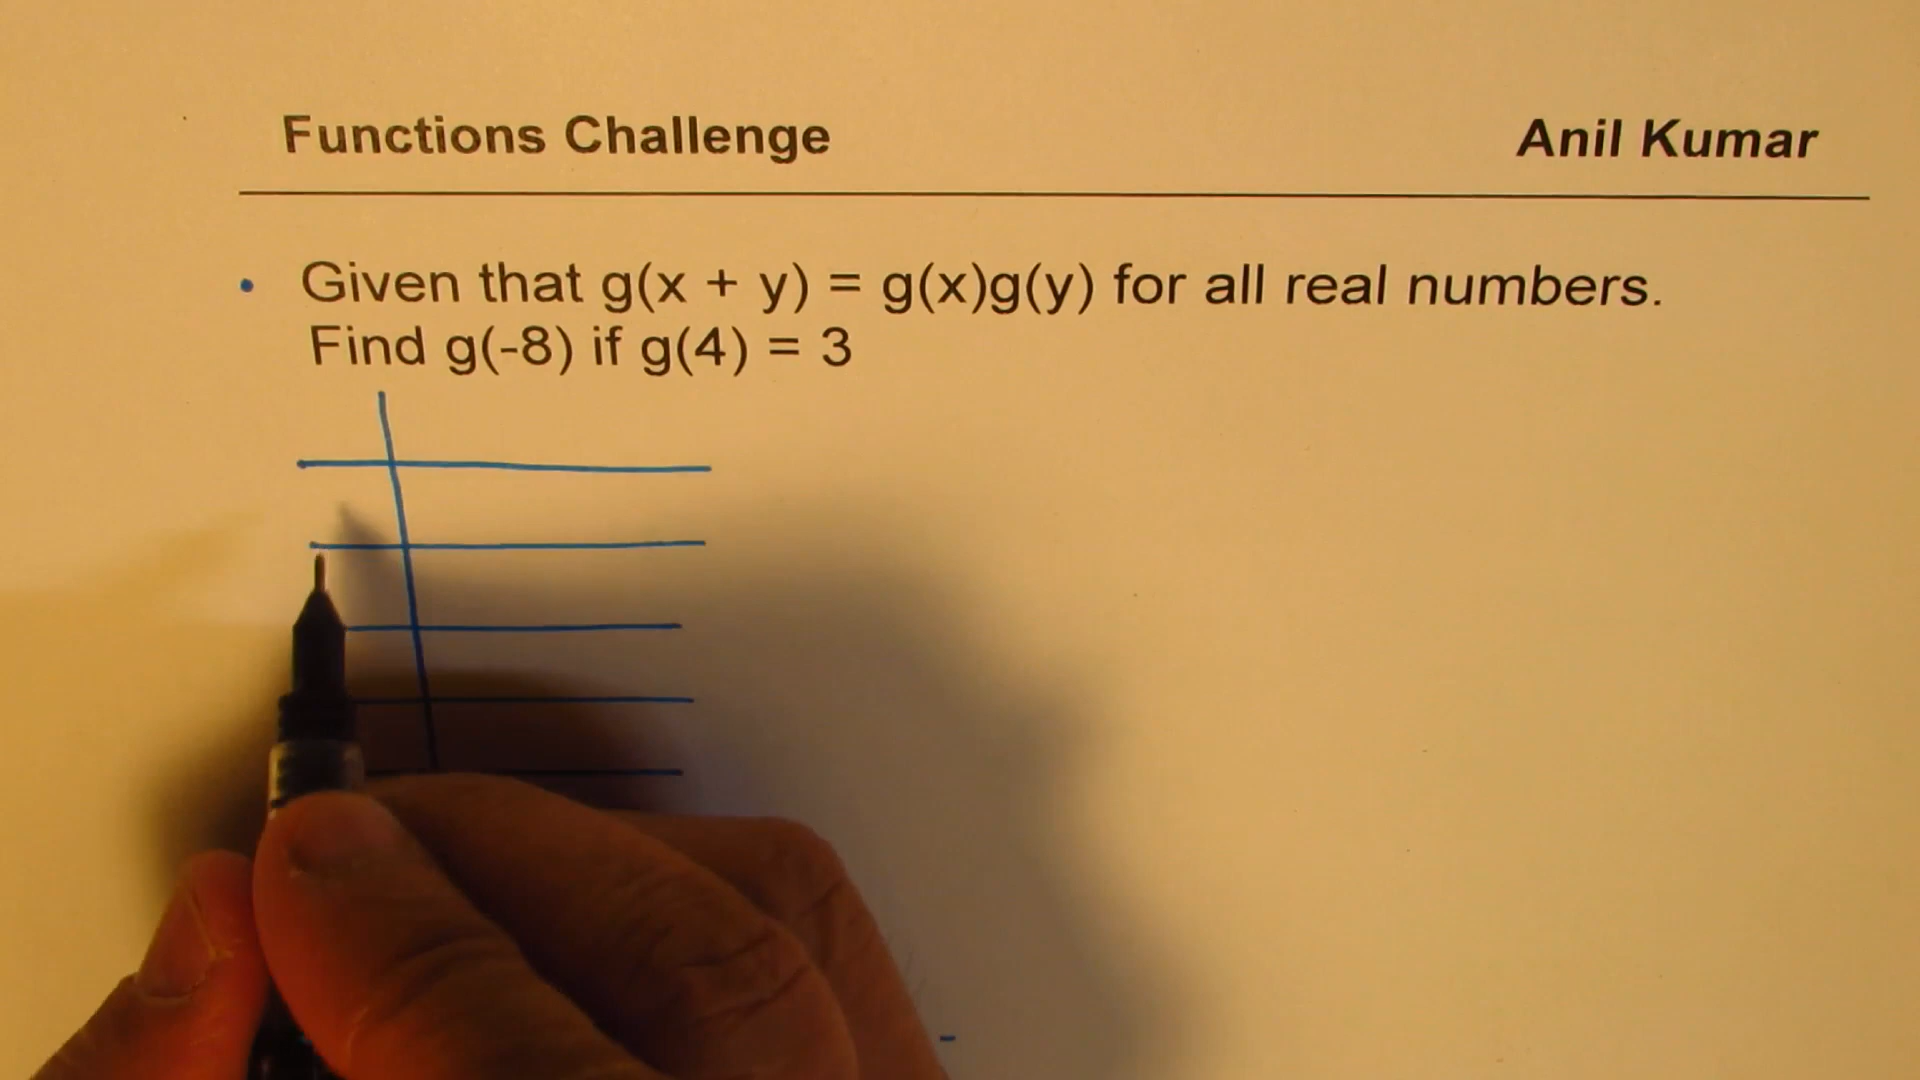 Functions Challenge
Anil Kumar
• Given that g(x + y) = g(x)g(y) for all real numbers.
Find g(-8) if g(4) = 3